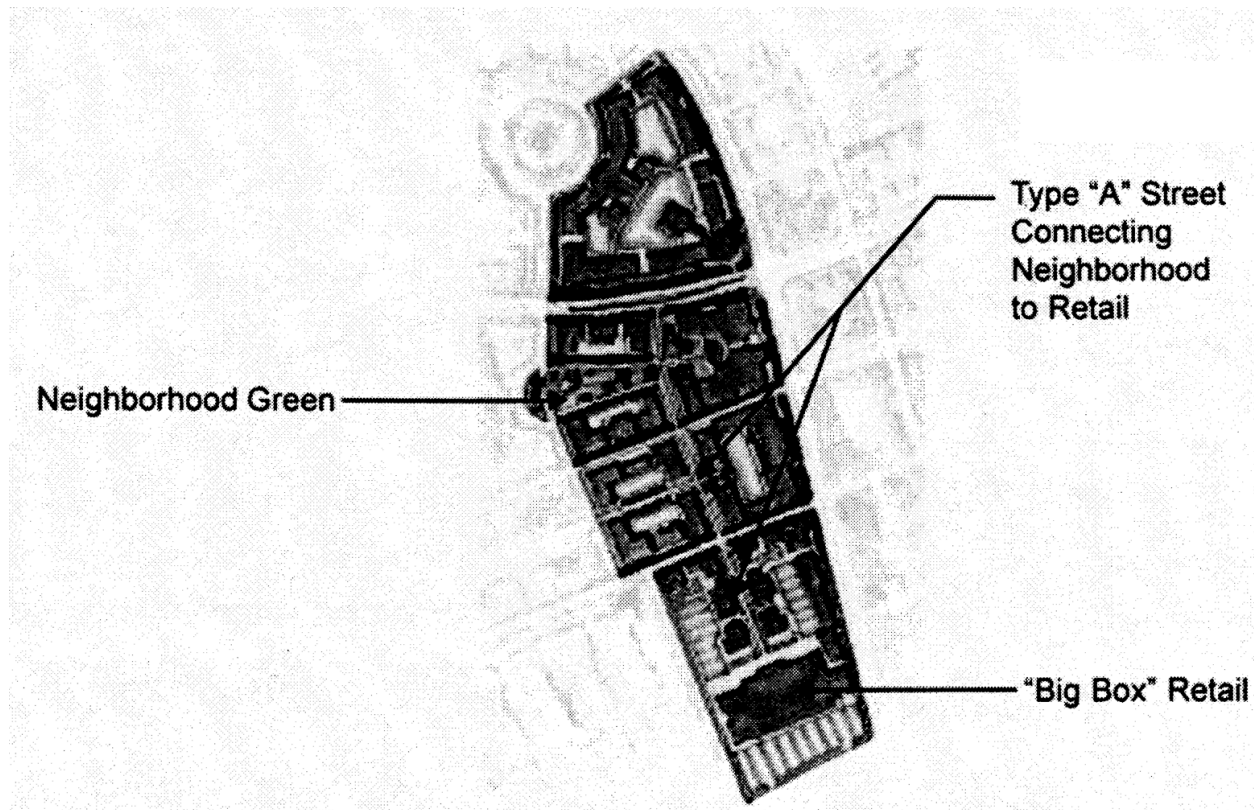 Type “A” Street
Connecting
Neighborhood
to Retail
Neighborhood Green
“Big Box” Retail